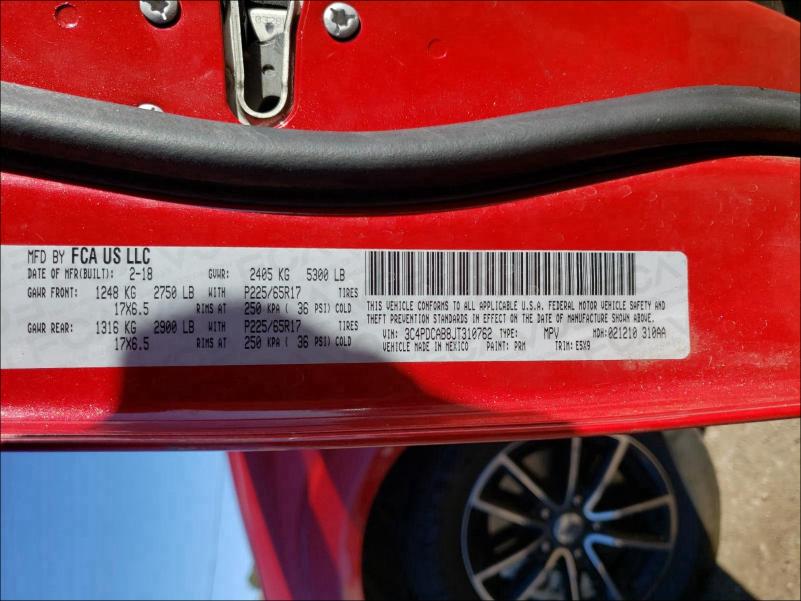 MFD BY FCA US LLC
DATE OF MFR(BUILT): 2-18 GVWR: 2405 KG 5300 LB
GAWR FRONT: 1248 KG 2750 LB WITH P225/65R17 TIRES
17X6.5 RIMS AT 250 KPA ( 36 PSI) COLD
GAWR REAR: 1316 KG 2900 LB WITH P225/65R17 TIRES
17X6.5 RIMS AT 250 KPA ( 36 PSI) COLD
THIS VEHICLE CONFORMS TO ALL APPLICABLE U.S.A. FEDERAL MOTOR VEHICLE SAFETY AND
THEFT PREVENTION STANDARDS IN EFFECT ON THE DATE OF MANUFACTURE SHOWN ABOVE.
VIN: 3C4PDCAB8JT310762 TYPE: MPV MDH: 021210 310AA
VEHICLE MADE IN MEXICO PAINT: PRM TRIM: E5X9